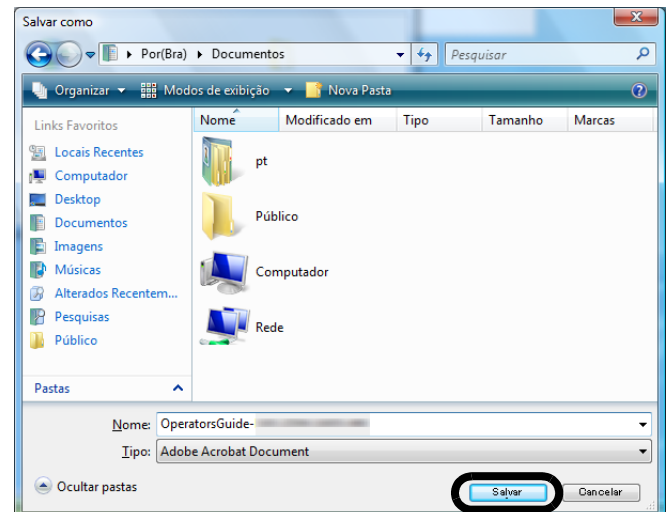 Salvar como
Por(Bra) Documentos Pesquisar
Organizar Modos de exibição Nova Pasta
Links Favoritos
Locais Recentes
Computador
Desktop
Documentos
Imagens
Músicas
Alterados Recentem...
Pesquisas
Público
Pastas
Nome Modificado em Tipo Tamanho Marcas
pt
Público
Computador
Rede
Nome: OperatorsGuide-
Tipo: Adobe Acrobat Document
Ocultar pastas Salvar Cancelar